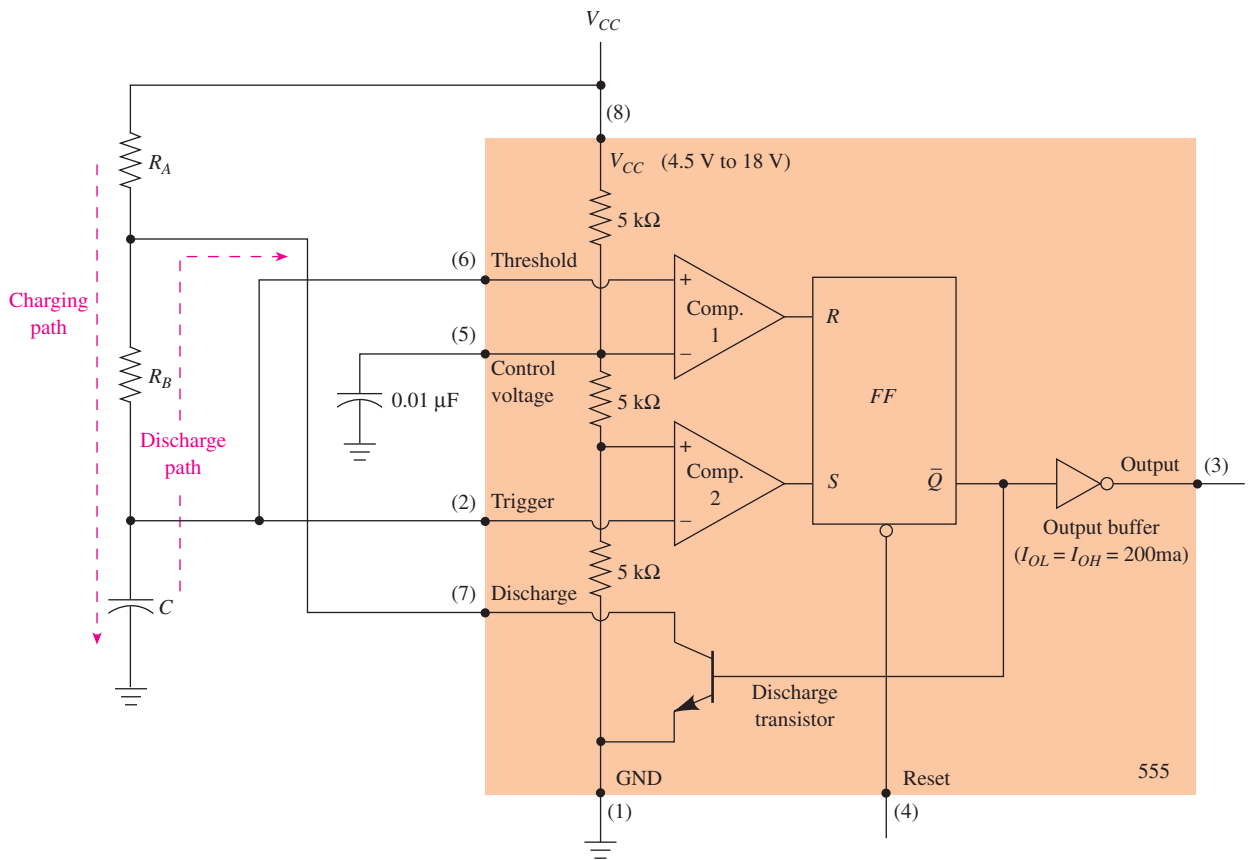 V_CC
(8)
V_CC (4.5 V to 18 V)
R_A
5 kΩ
(6)
Threshold
+
Comp.
1
−
R
Charging
path
(5)
Control
voltage
R_B
0.01 μF
5 kΩ
FF
Discharge
path
+
Comp.
2
−
S
Q̅
Output
(3)
(2)
Trigger
Output buffer
(I_OL = I_OH = 200ma)
5 kΩ
C
(7)
Discharge
Discharge
transistor
GND
Reset
555
(1)
(4)